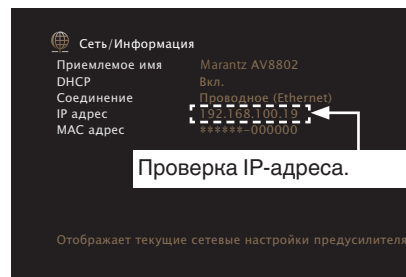 Сеть/Информация
Приемлемое имя Marantz AV8802
DHCP Вкл.
Соединение Проводное (Ethernet)
IP адрес 192.168.100.19
MAC адрес ******-000000
Проверка IP-адреса.
Отображает текущие сетевые настройки предусилителя